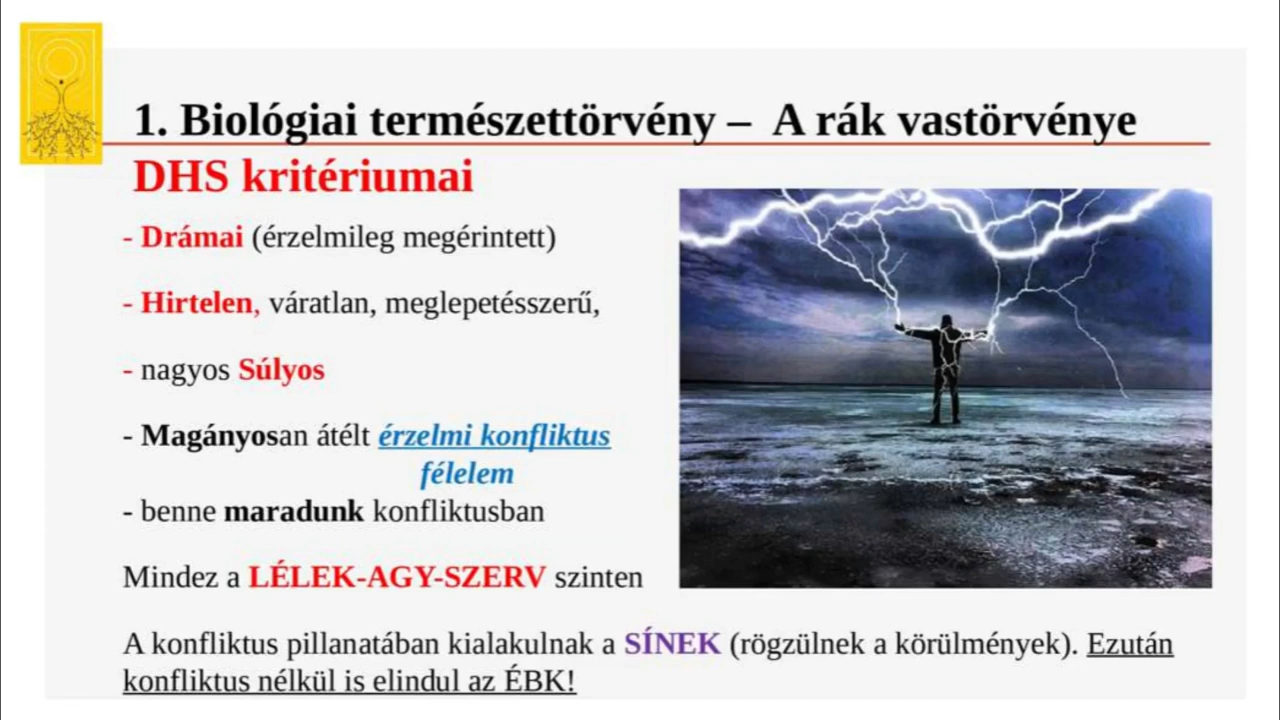 1. Biológiai természettörvény – A rák vastörvénye
DHS kritériumai
- Drámai (érzelmileg megérintett)
- Hirtelen, váratlan, meglepetésszerű,
- nagyos Súlyos
- Magányosan átélt érzelmi konfliktus
félelem
- benne maradunk konfliktusban
Mindez a LÉLEK-AGY-SZERV szinten
A konfliktus pillanatában kialakulnak a SÍNEK (rögzülnek a körülmények). Ezután
konfliktus nélkül is elindul az ÉBK!